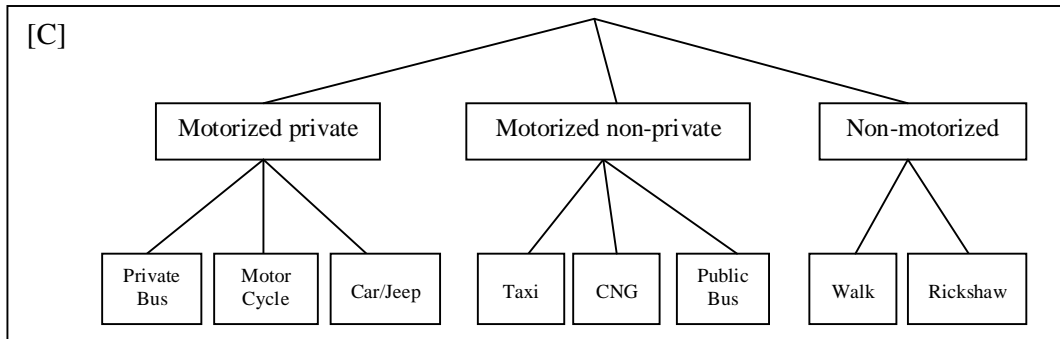 [C]
Motorized private
Motorized non-private
Non-motorized
Private
Bus
Motor
Cycle
Car/Jeep
Taxi
CNG
Public
Bus
Walk
Rickshaw